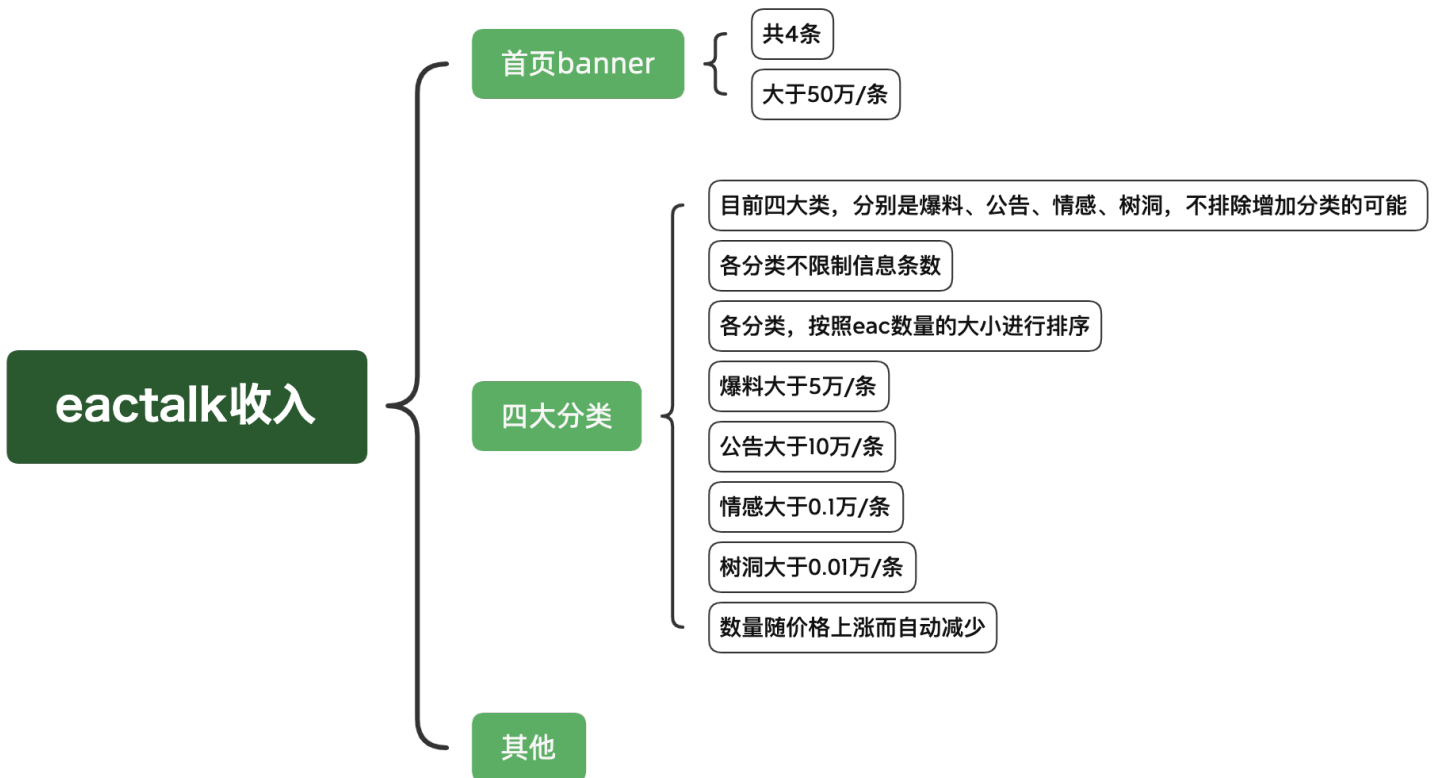 首页banner
共4条
大于50万/条
eactalk收入
四大分类
目前四大类，分别是爆料、公告、情感、树洞，不排除增加分类的可能
各分类不限制信息条数
各分类，按照eac数量的大小进行排序
爆料大于5万/条
公告大于10万/条
情感大于0.1万/条
树洞大于0.01万/条
数量随价格上涨而自动减少
其他